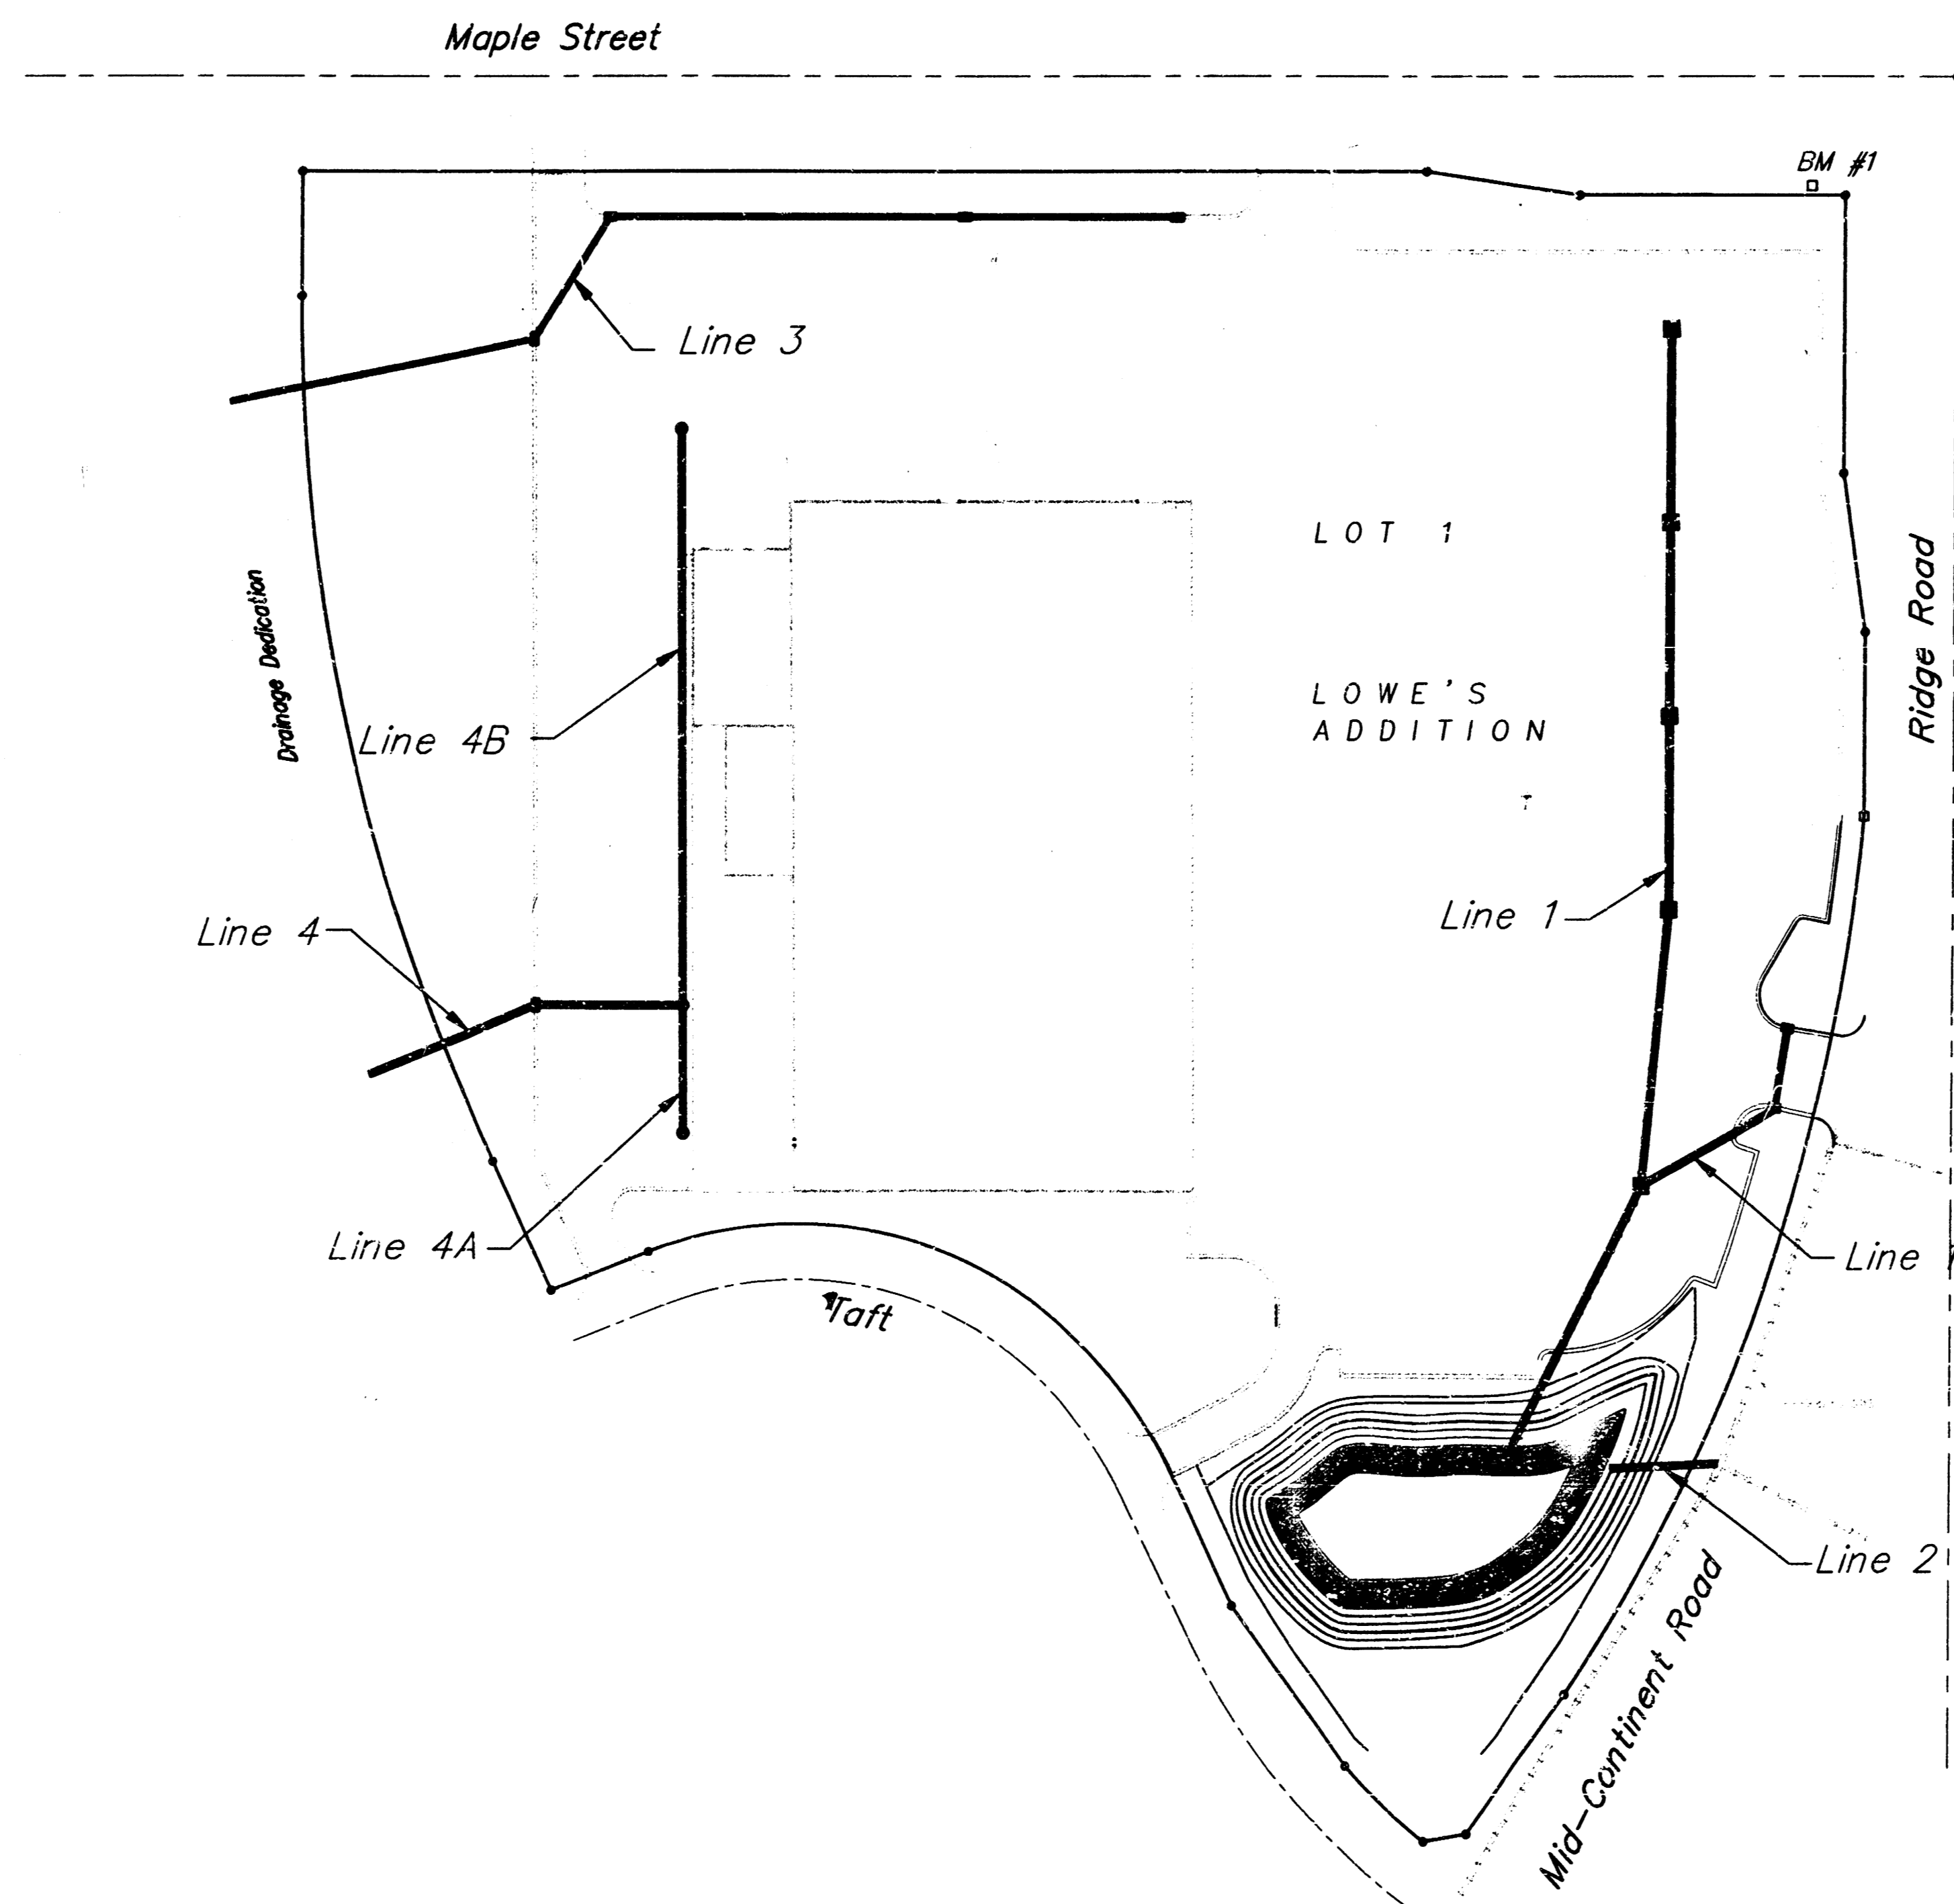 Maple Street
BM #1
Line 3
LOT 1
Ridge Road
Drainage Dedication
LOWE'S
ADDITION
Line 4B
Line 1
Line 4
Line 4A
Line
Taft
Line 2
Mid-Continent Road